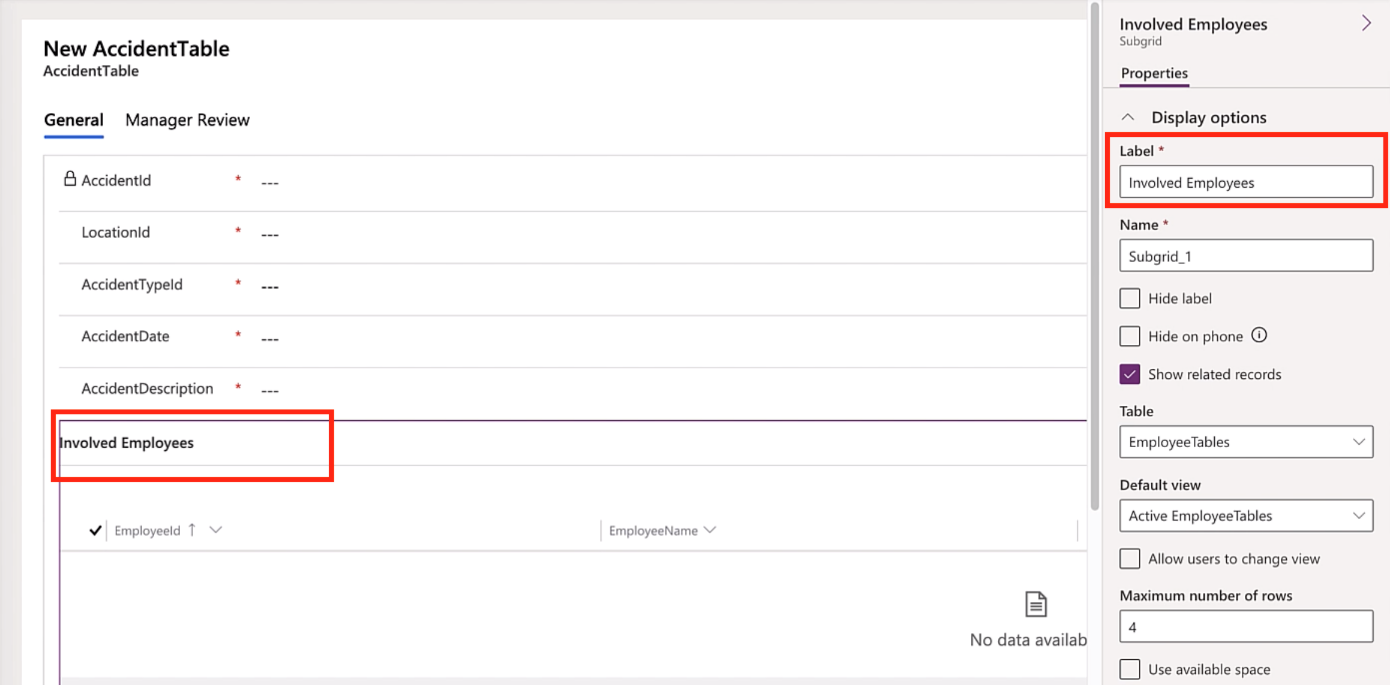 New AccidentTable
AccidentTable
General Manager Review
AccidentId * ---
LocationId * ---
AccidentTypeId * ---
AccidentDate * ---
AccidentDescription * ---
Involved Employees
EmployeeId ↑ EmployeeName
No data availab
Involved Employees
Subgrid
Properties
Display options
Label *
Involved Employees
Name *
Subgrid_1
Hide label
Hide on phone
Show related records
Table
EmployeeTables
Default view
Active EmployeeTables
Allow users to change view
Maximum number of rows
4
Use available space